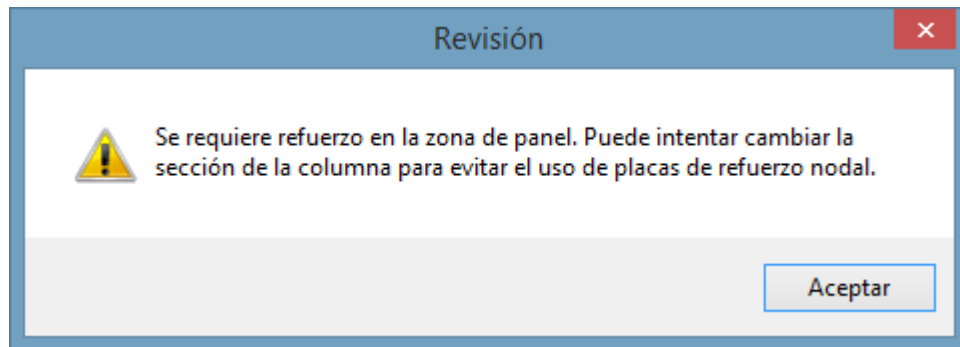 Revisión
Se requiere refuerzo en la zona de panel. Puede intentar cambiar la
sección de la columna para evitar el uso de placas de refuerzo nodal.
Aceptar